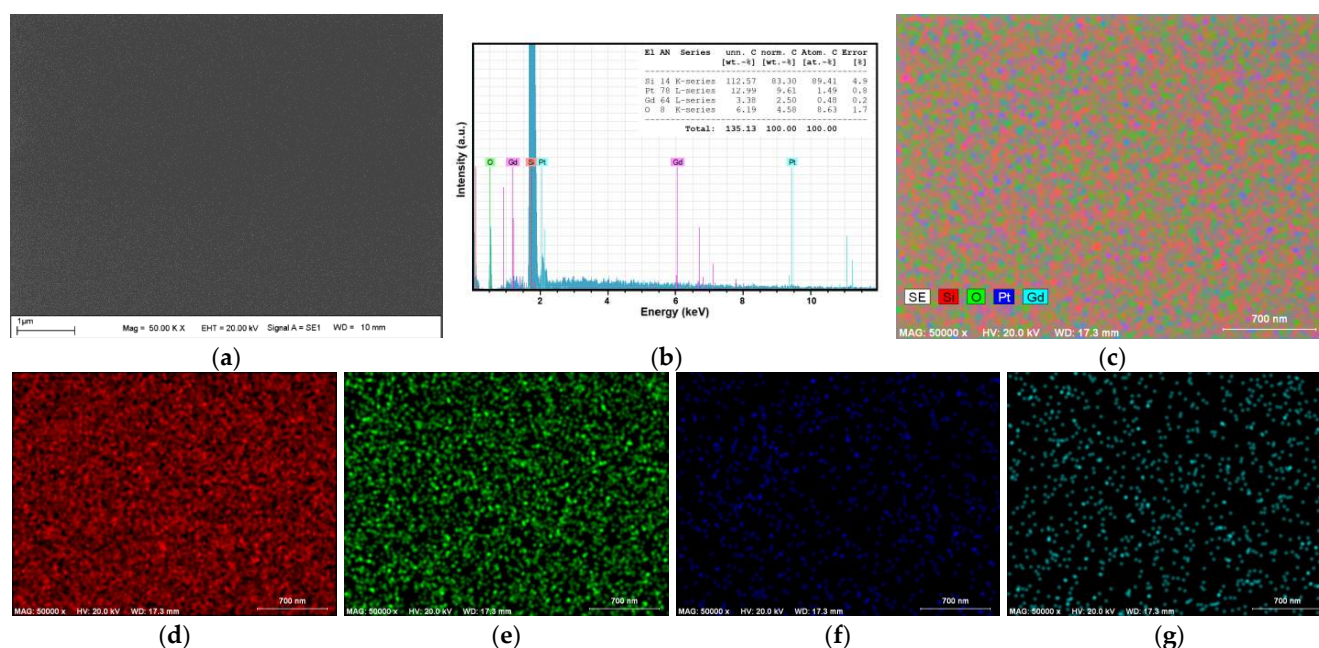 1µm
Mag = 50.00 K X EHT = 20.00 kV Signal A = SE1 WD = 10 mm
(a)
Intensity (a.u.)
El AN Series unn. C norm. C Atom. C Error
[wt.-%] [wt.-%] [at.-%] [%]
Si 14 K-series 112.57 83.30 89.41 4.9
Pt 78 L-series 12.99 9.61 1.49 0.8
Gd 64 L-series 3.38 2.50 0.48 0.2
O 8 K-series 6.19 4.58 8.63 1.7
Total: 135.13 100.00 100.00
O Gd Si Pt Gd Pt
2 4 6 8 10
Energy (keV)
(b)
SE Si O Pt Gd
700 nm
MAG: 50000 x HV: 20.0 kV WD: 17.3 mm
(c)
700 nm
MAG: 50000 x HV: 20.0 kV WD: 17.3 mm
(d)
700 nm
MAG: 50000 x HV: 20.0 kV WD: 17.3 mm
(e)
700 nm
MAG: 50000 x HV: 20.0 kV WD: 17.3 mm
(f)
700 nm
MAG: 50000 x HV: 20.0 kV WD: 17.3 mm
(g)